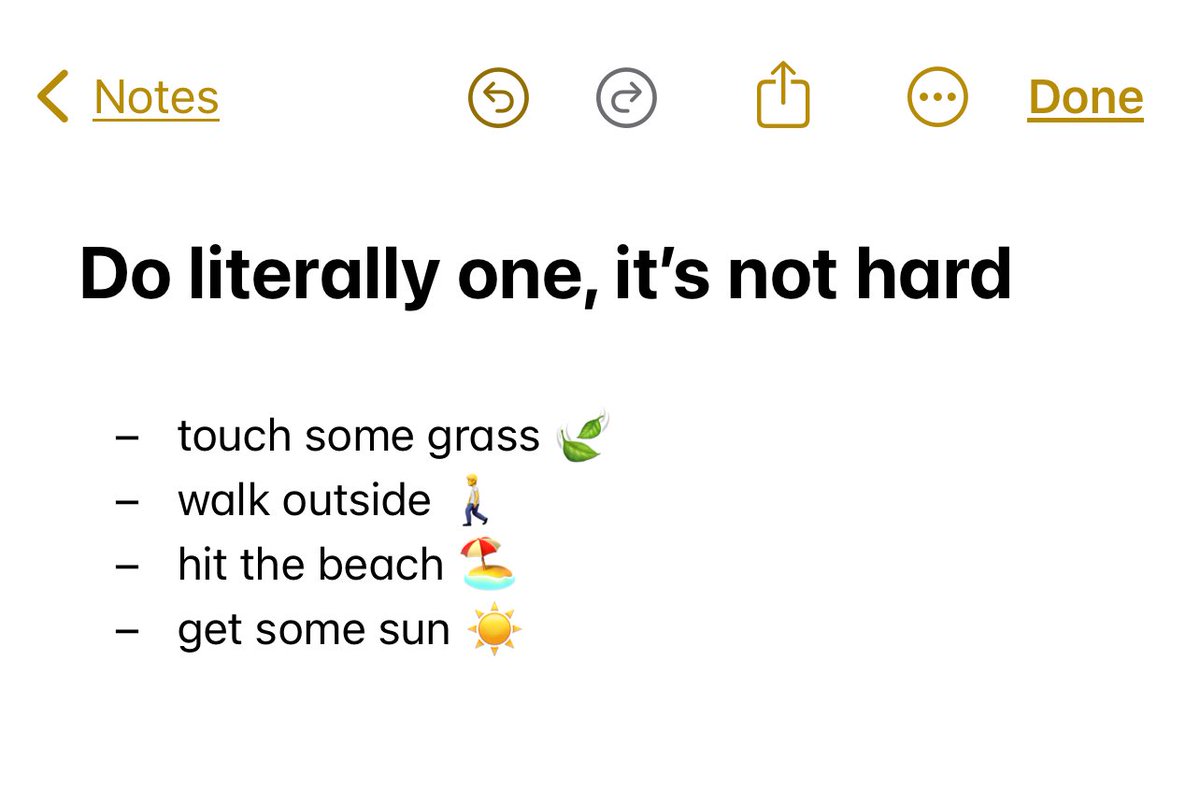 Notes
Done
Do literally one, it’s not hard
– touch some grass 🍃
– walk outside 🚶
– hit the beach 🏖️
– get some sun ☀️